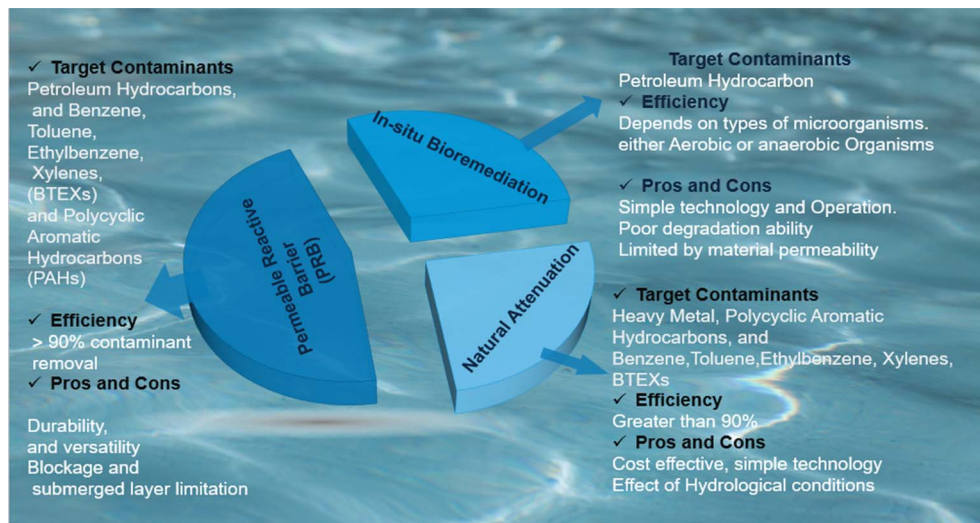 ✓ Target Contaminants
Petroleum Hydrocarbons,
and Benzene,
Toluene,
Ethylbenzene,
Xylenes,
(BTEXs)
and Polycyclic
Aromatic
Hydrocarbons
(PAHs)
✓ Efficiency
> 90% contaminant
removal
✓ Pros and Cons
Durability,
and versatility
Blockage and
submerged layer limitation
Permeable Reactive
Barrier
(PRB)
In-situ Bioremediation
Natural Attenuation
Target Contaminants
Petroleum Hydrocarbon
✓ Efficiency
Depends on types of microorganisms.
either Aerobic or anaerobic Organisms
✓ Pros and Cons
Simple technology and Operation.
Poor degradation ability
Limited by material permeability
✓ Target Contaminants
Heavy Metal, Polycyclic Aromatic
Hydrocarbons, and
Benzene,Toluene,Ethylbenzene, Xylenes,
BTEXs
✓ Efficiency
Greater than 90%
✓ Pros and Cons
Cost effective, simple technology
Effect of Hydrological conditions